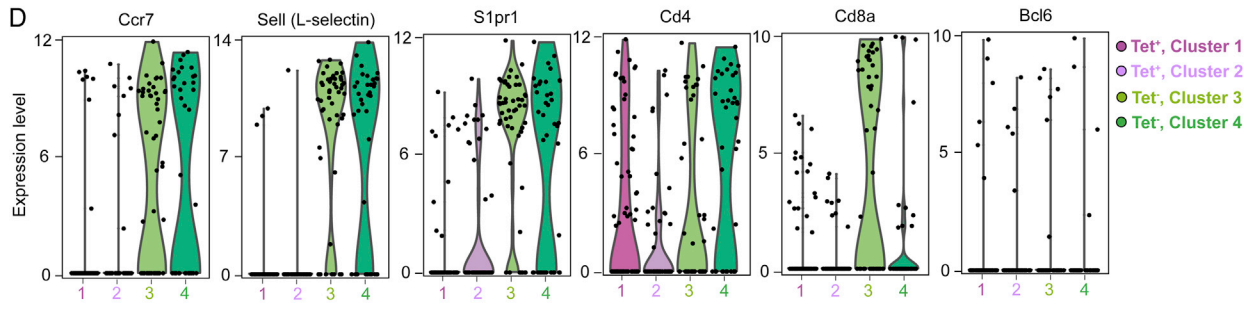 D
Ccr7
Sell (L-selectin)
S1pr1
Cd4
Cd8a
Bcl6
Expression level
12
6
0
1 2 3 4
14
7
0
1 2 3 4
12
6
0
1 2 3 4
12
6
0
1 2 3 4
10
5
0
1 2 3 4
10
5
0
1 2 3 4
Tet⁺, Cluster 1
Tet⁺, Cluster 2
Tet⁻, Cluster 3
Tet⁻, Cluster 4